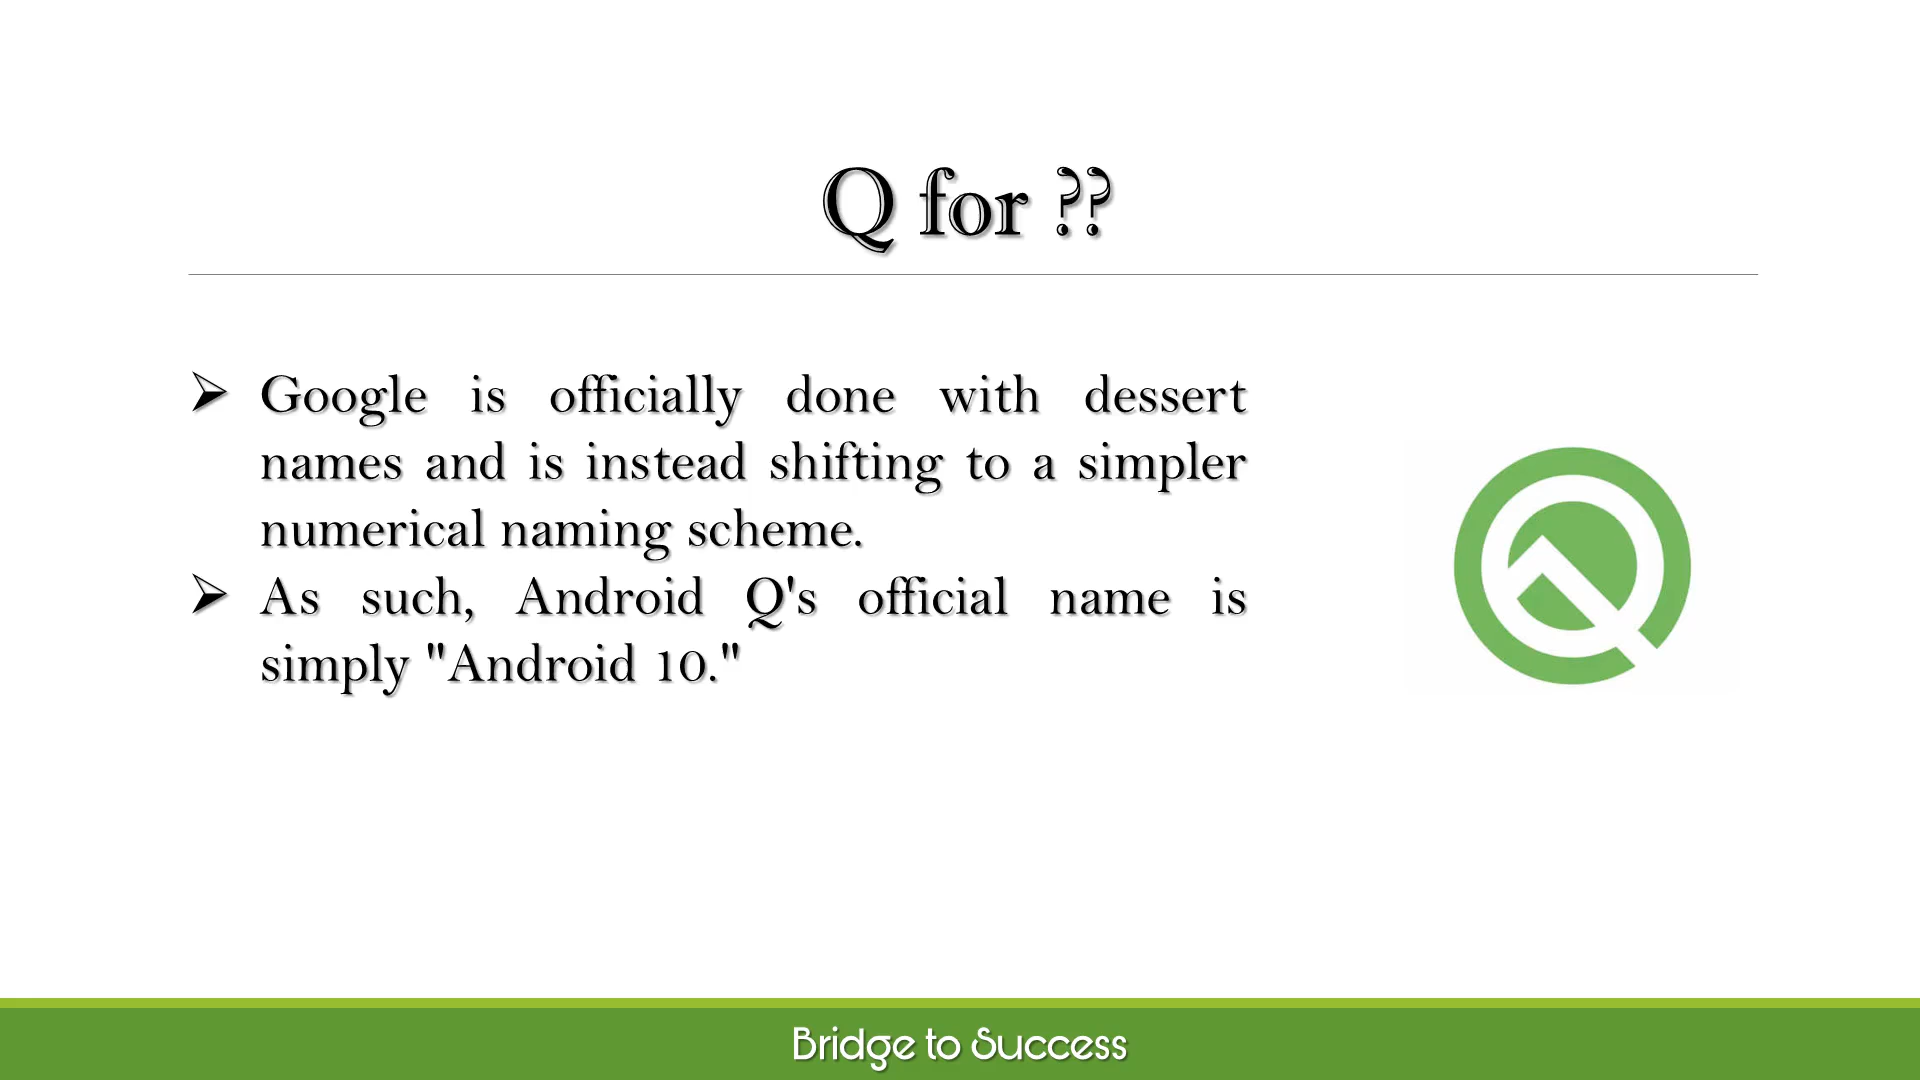 Q for ??
➢ Google is officially done with dessert
names and is instead shifting to a simpler
numerical naming scheme.
➢ As such, Android Q's official name is
simply "Android 10."
Bridge to Success